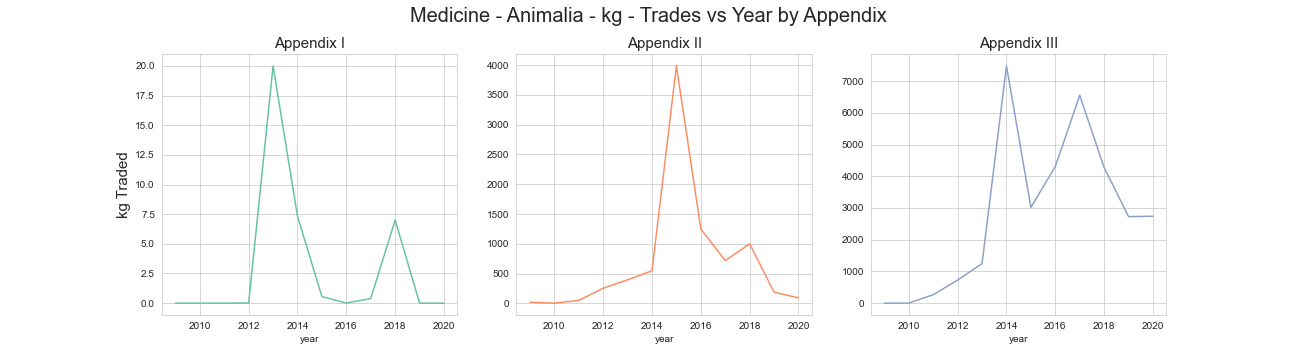 Medicine - Animalia - kg - Trades vs Year by Appendix
Appendix I
20.0
17.5
15.0
12.5
10.0
7.5
5.0
2.5
0.0
kg Traded
2010 2012 2014 2016 2018 2020
year
Appendix II
4000
3500
3000
2500
2000
1500
1000
500
0
2010 2012 2014 2016 2018 2020
year
Appendix III
7000
6000
5000
4000
3000
2000
1000
0
2010 2012 2014 2016 2018 2020
year